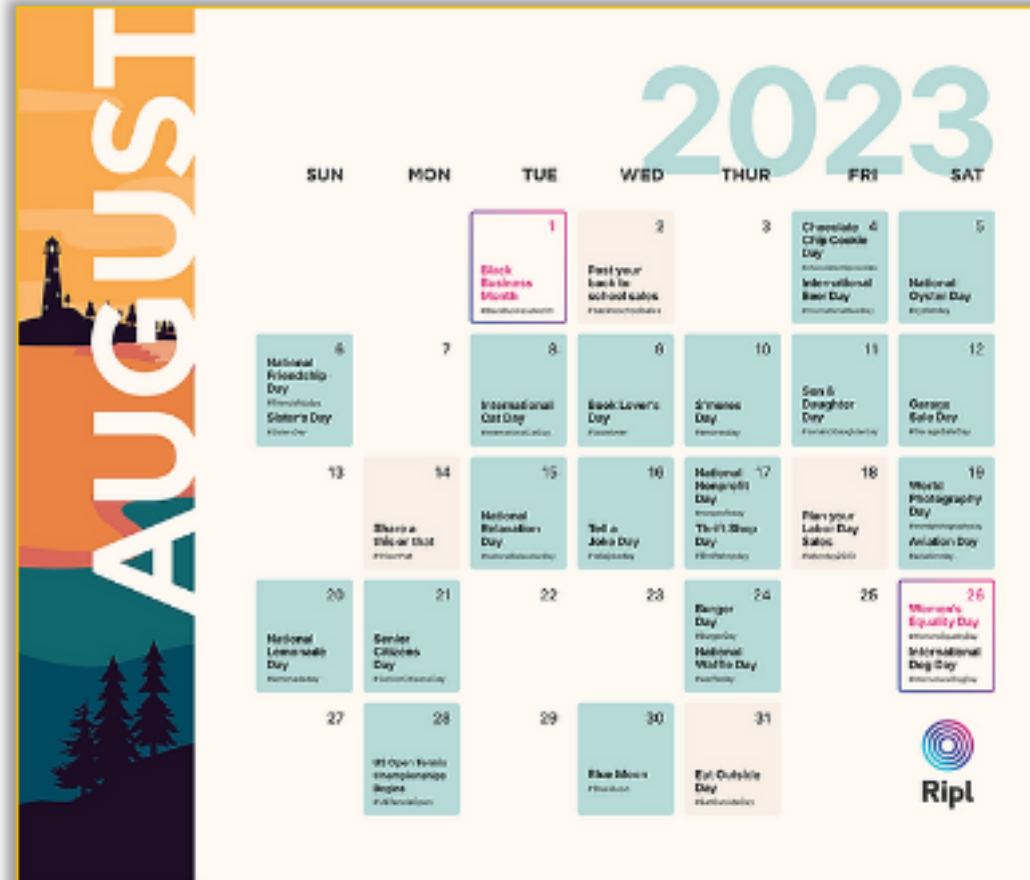 AUGUST
2023
SUN MON TUE WED THUR FRI SAT
1
Black
Business
Month
2
Post your
back to
school sales
3
Chocolate 4
Chip Cookie
Day
International
Beer Day
5
National
Oyster Day
6
National
Friendship
Day
Sister's Day
7
8
International
Cat Day
9
Book Lover's
Day
10
S'mores
Day
11
Son &
Daughter
Day
12
Garage
Sale Day
13
14
Share a
this or that
15
National
Relaxation
Day
16
Tell a
Joke Day
National 17
Nonprofit
Day
Thrift Shop
Day
18
Plan your
Labor Day
Sales
19
World
Photography
Day
Aviation Day
20
National
Lemonade
Day
21
Senior
Citizens
Day
22
23
Burger 24
Day
National
Waffle Day
25
26
Women's
Equality Day
International
Dog Day
27
28
US Open Tennis
Championships
Begins
29
30
Blue Moon
31
Eat Outside
Day
Ripl